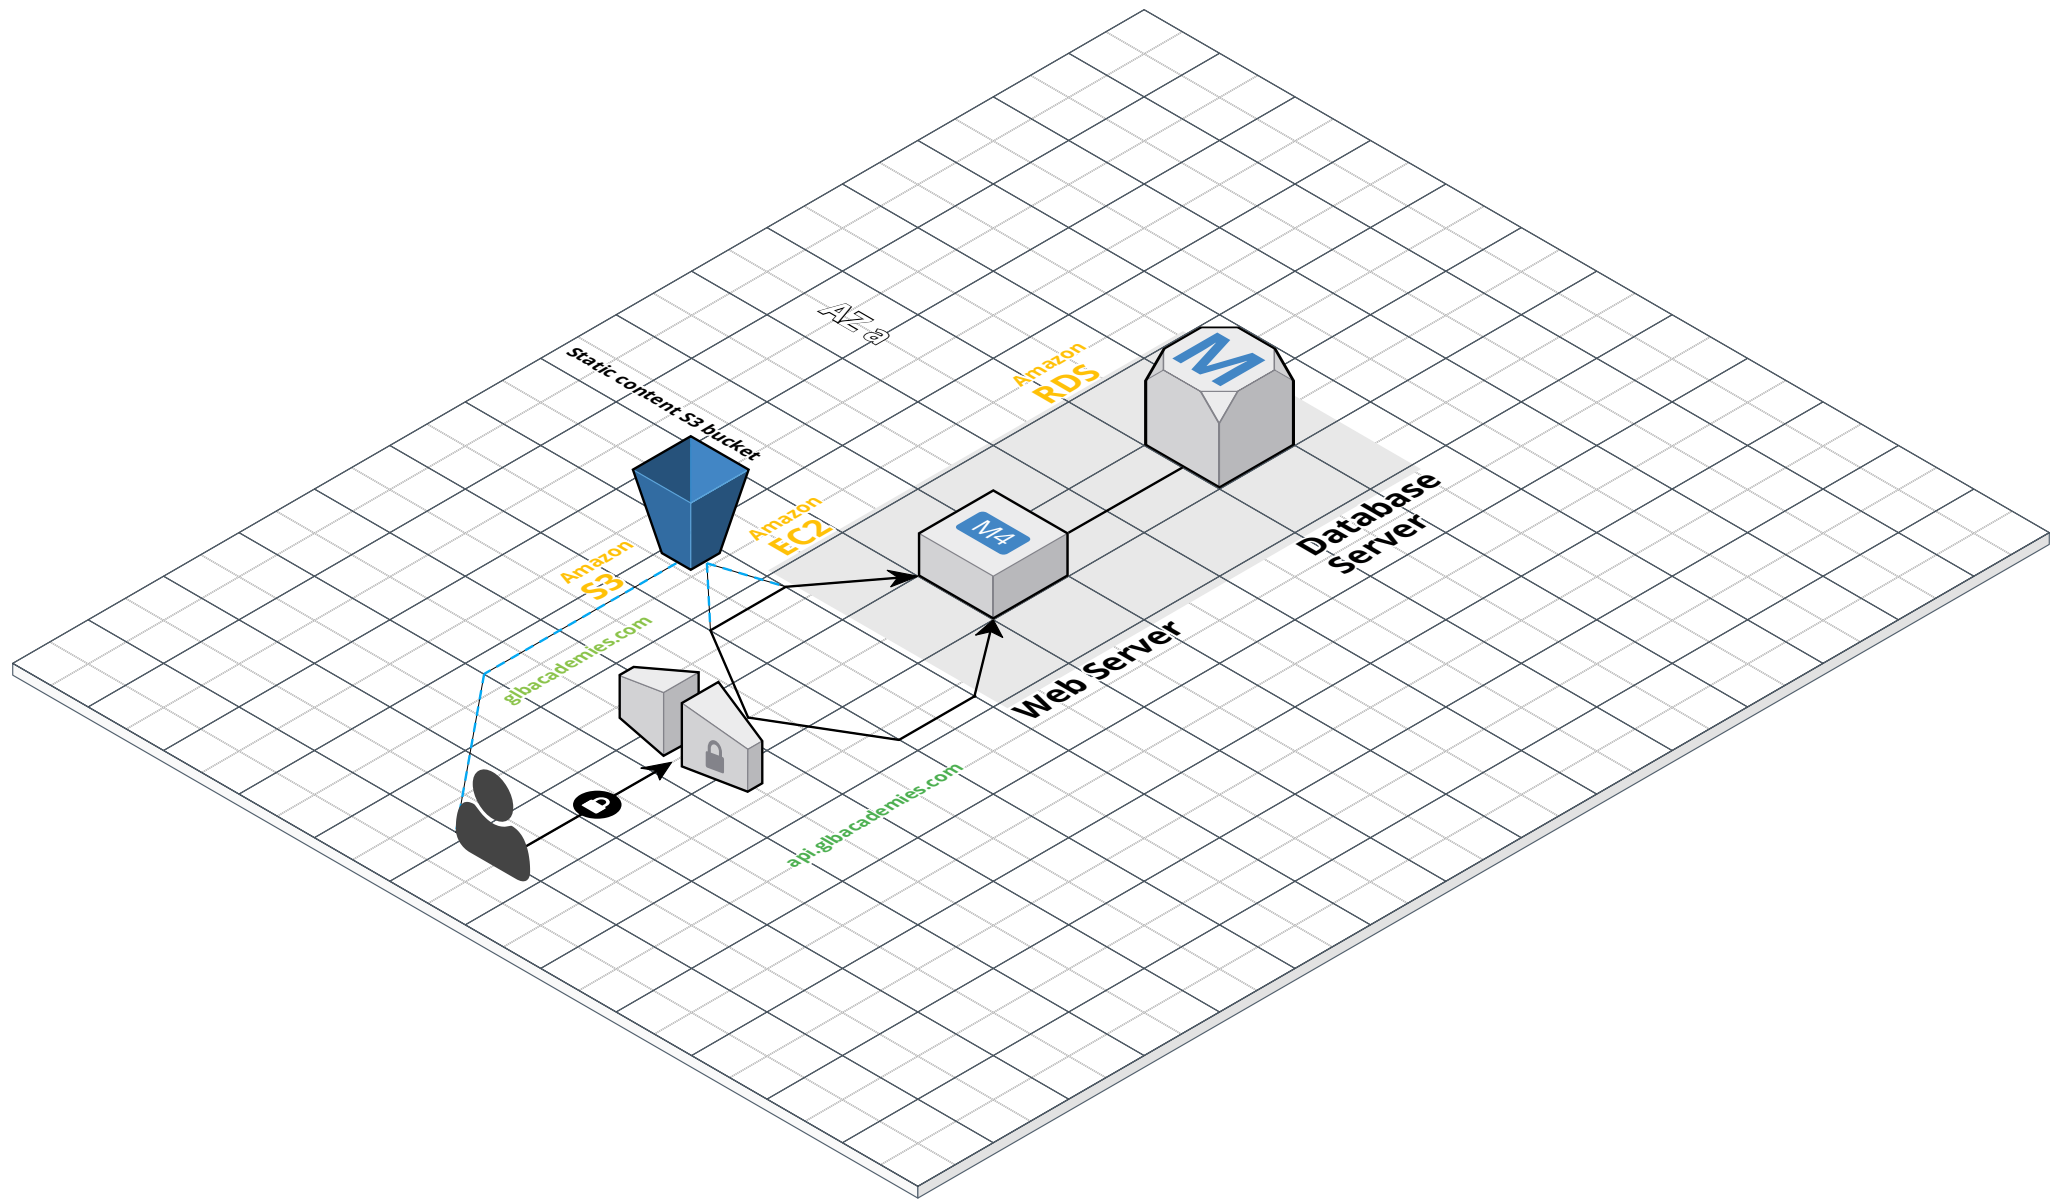 AZ a
Static content S3 bucket
Amazon
RDS
M
Amazon
EC2
M4
Amazon
S3
Database
Server
glbacademies.com
Web Server
api.glbacademies.com